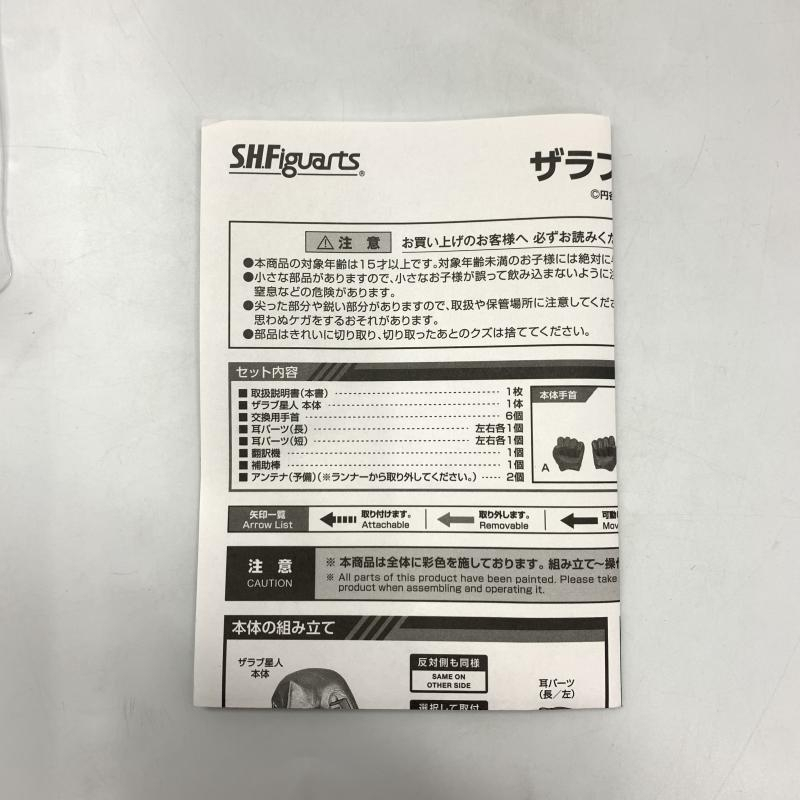 S.H.Figuarts®
ザラブ
©円谷
⚠注 意 お買い上げのお客様へ 必ずお読みくだ
●本商品の対象年齢は15才以上です。対象年齢未満のお子様には絶対に
●小さな部品がありますので、小さなお子様が誤って飲み込まないように注
窒息などの危険があります。
●尖った部分や鋭い部分がありますので、取扱や保管場所に注意してくださ
思わぬケガをするおそれがあります。
●部品はきれいに切り取り、切り取ったあとのクズは捨ててください。
セット内容
■ 取扱説明書(本書) 1枚
■ ザラブ星人 本体 1体
■ 交換用手首 6個
■ 耳パーツ(長) 左右各1個
■ 耳パーツ(短) 左右各1個
■ 翻訳機 1個
■ 補助棒 1個
■ アンテナ(予備)(※ランナーから取り外してください。) 2個
本体手首
A
矢印一覧 取り付けます。 取り外します。 可動
Arrow List Attachable Removable Mov
注 意 ※ 本商品は全体に彩色を施しております。組み立て〜操作
CAUTION ※ All parts of this product have been painted. Please take
product when assembling and operating it.
本体の組み立て
ザラブ星人
本体
反対側も同様
SAME ON
OTHER SIDE
選択して取付
耳パーツ
(長/左)